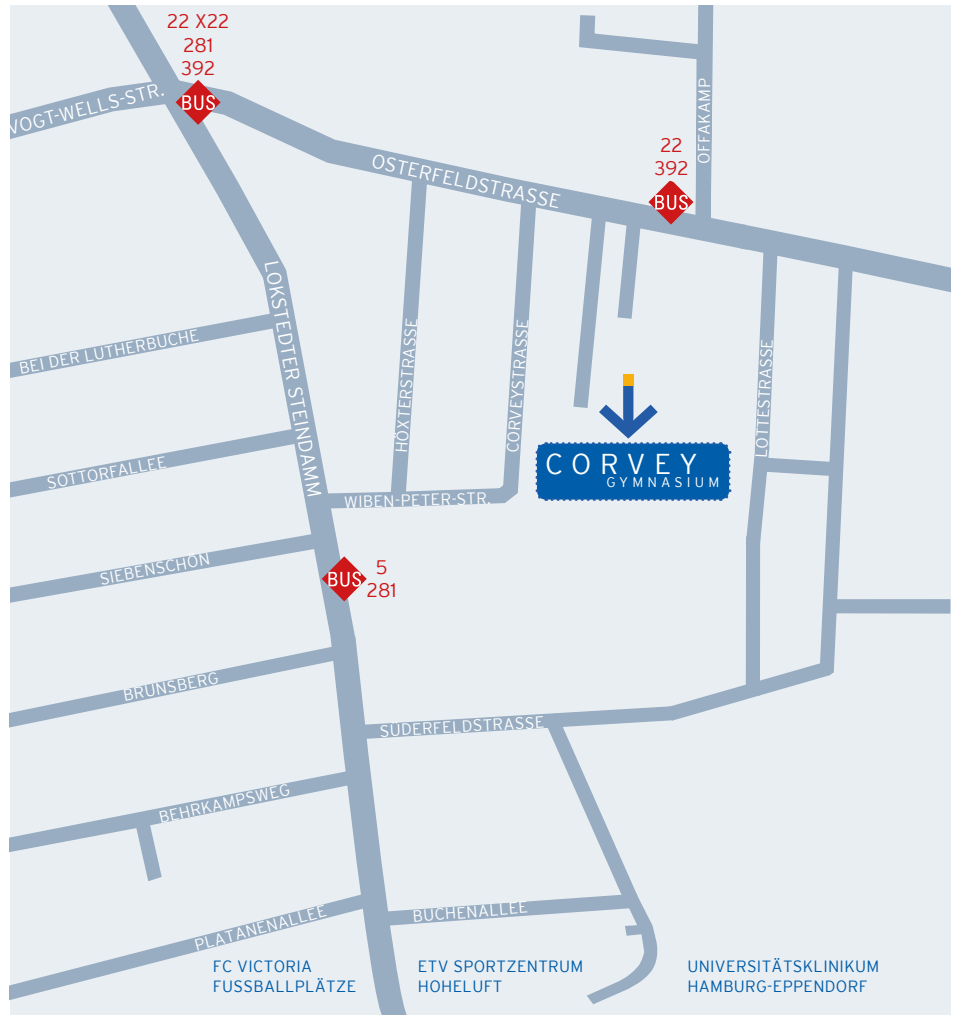 22 X22
281
392
VOGT-WELLS-STR.
BUS
OSTERFELDSTRASSE
22
392
BUS
OFFAKAMP
LOKSTEDTER STEINDAMM
BEI DER LUTHERBUCHE
HÖXTERSTRASSE
CORVEYSTRASSE
LOTTESTRASSE
CORVEY
GYMNASIUM
SOTTORFALLEE
WIBEN-PETER-STR.
SIEBENSCHÖN
BUS
5
281
BRUNSBERG
SÜDERFELDSTRASSE
BEHRKAMPSWEG
PLATANENALLEE
BUCHENALLEE
FC VICTORIA
FUSSBALLPLÄTZE
ETV SPORTZENTRUM
HOHELUFT
UNIVERSITÄTSKLINIKUM
HAMBURG-EPPENDORF